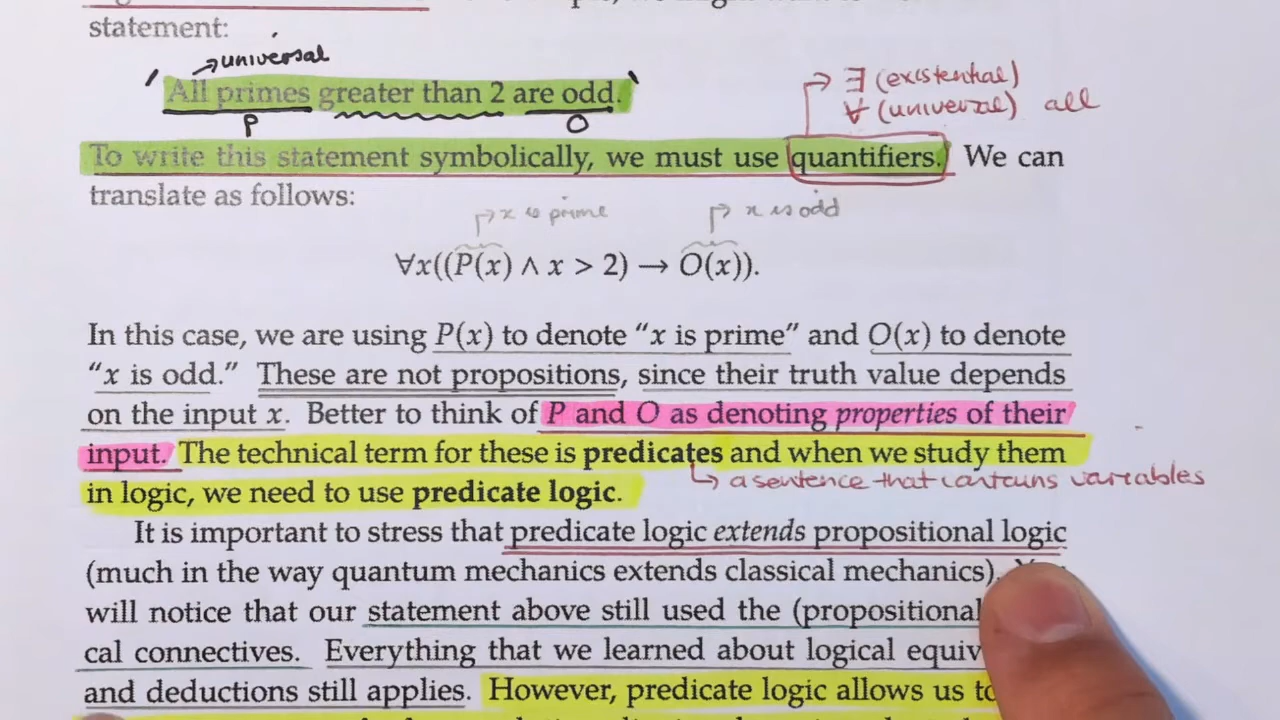 statement:
universal
'All primes greater than 2 are odd.'
P O
∃ (existential)
∀ (universal) all
To write this statement symbolically, we must use quantifiers. We can
translate as follows:
x is prime x is odd
∀x((P(x) ∧ x > 2) → O(x)).
In this case, we are using P(x) to denote “x is prime” and O(x) to denote
“x is odd.” These are not propositions, since their truth value depends
on the input x. Better to think of P and O as denoting properties of their
input. The technical term for these is predicates and when we study them
a sentence that contains variables
in logic, we need to use predicate logic.
It is important to stress that predicate logic extends propositional logic
(much in the way quantum mechanics extends classical mechanics).
will notice that our statement above still used the (propositional
cal connectives. Everything that we learned about logical equiv
and deductions still applies. However, predicate logic allows us to